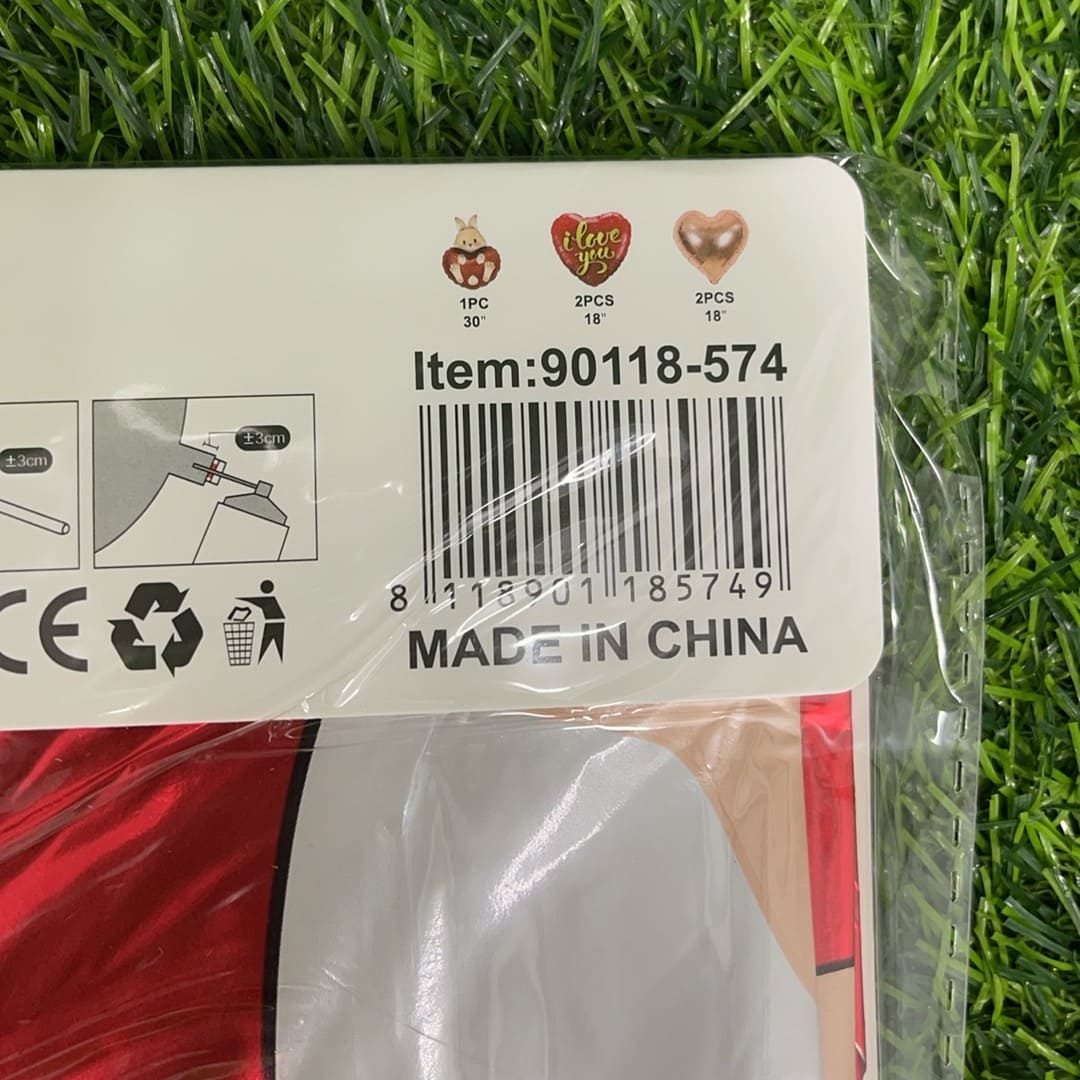 i love
you
1PC
30"
2PCS
18"
2PCS
18"
Item:90118-574
±3cm
±3cm
8 118901 185749
CE
MADE IN CHINA